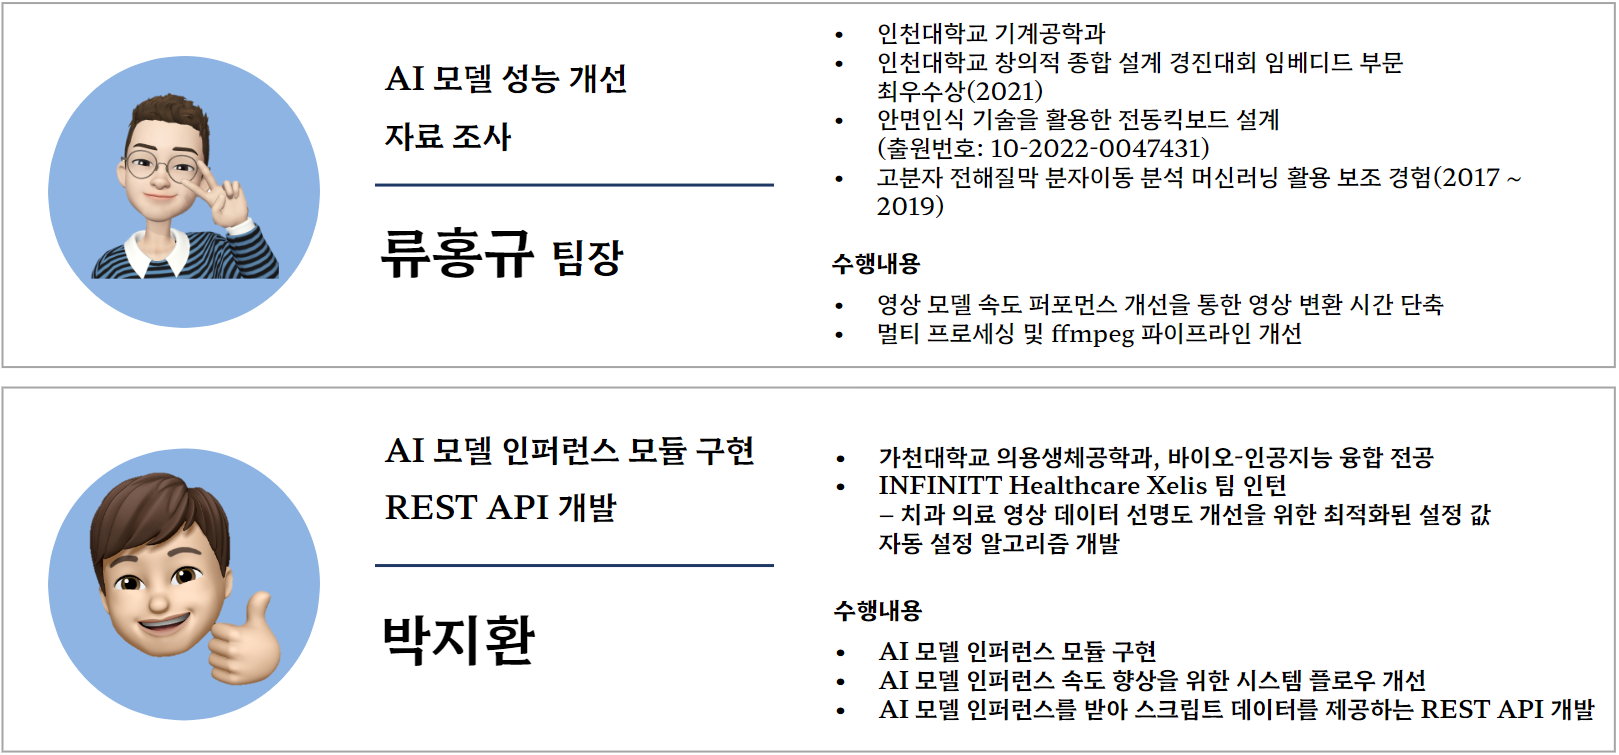 AI 모델 성능 개선
자료 조사
류홍규 팀장
• 인천대학교 기계공학과
• 인천대학교 창의적 종합 설계 경진대회 임베디드 부문
최우수상(2021)
• 안면인식 기술을 활용한 전동킥보드 설계
(출원번호: 10-2022-0047431)
• 고분자 전해질막 분자이동 분석 머신러닝 활용 보조 경험(2017 ~
2019)
수행내용
• 영상 모델 속도 퍼포먼스 개선을 통한 영상 변환 시간 단축
• 멀티 프로세싱 및 ffmpeg 파이프라인 개선
AI 모델 인퍼런스 모듈 구현
REST API 개발
박지환
• 가천대학교 의용생체공학과, 바이오-인공지능 융합 전공
• INFINITT Healthcare Xelis 팀 인턴
– 치과 의료 영상 데이터 선명도 개선을 위한 최적화된 설정 값
자동 설정 알고리즘 개발
수행내용
• AI 모델 인퍼런스 모듈 구현
• AI 모델 인퍼런스 속도 향상을 위한 시스템 플로우 개선
• AI 모델 인퍼런스를 받아 스크립트 데이터를 제공하는 REST API 개발